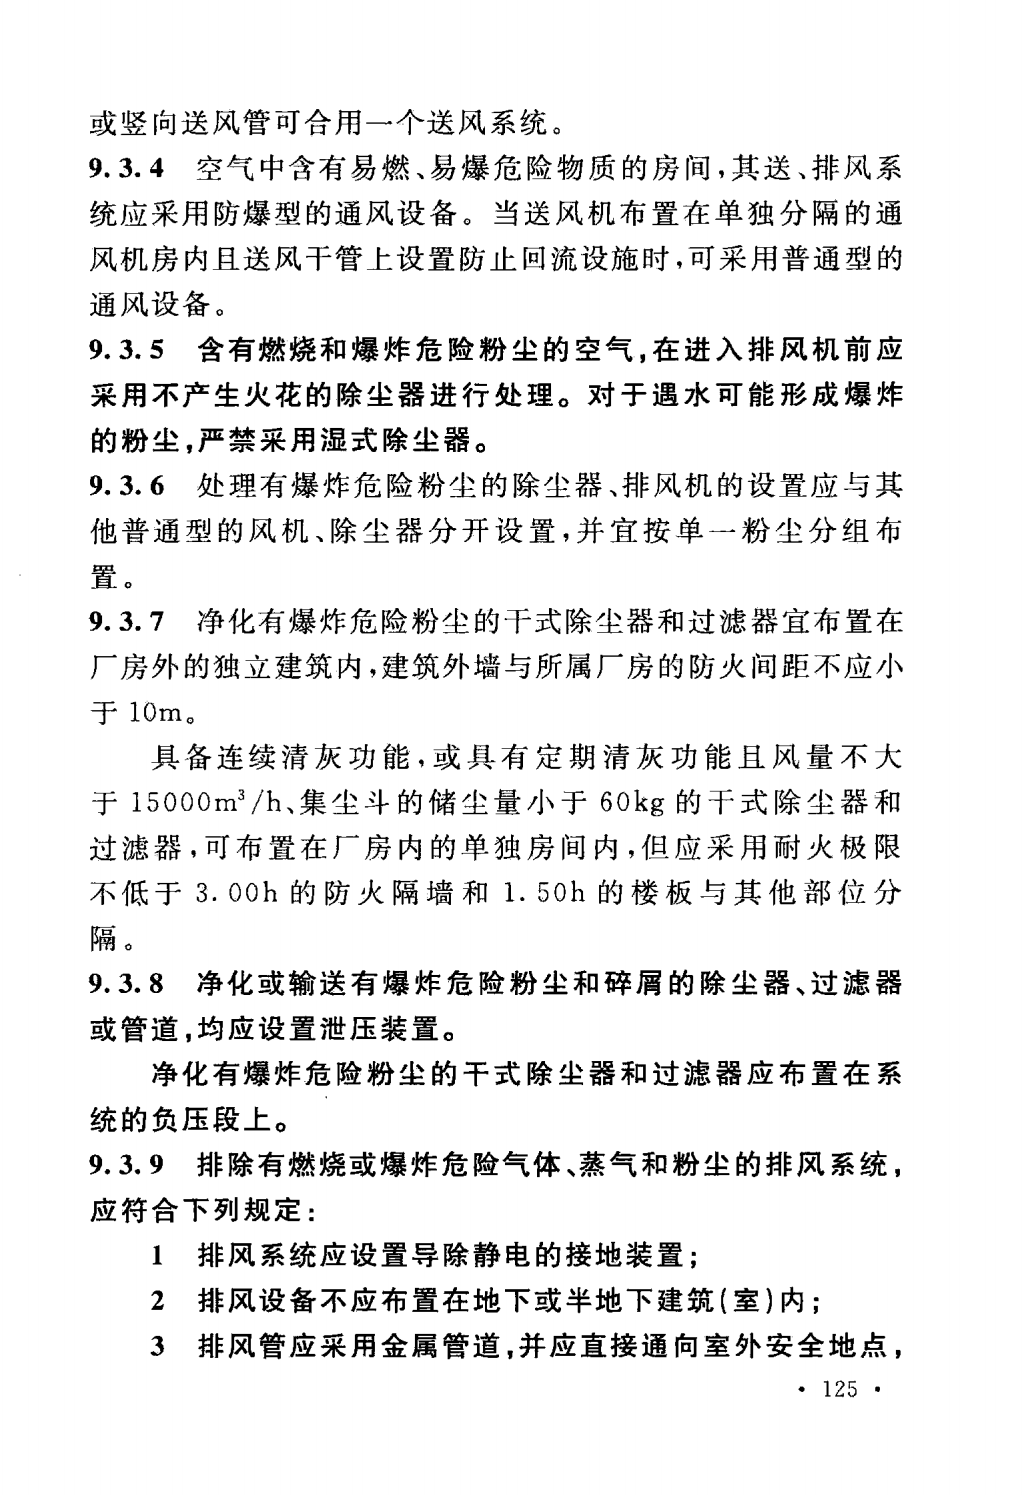 或竖向送风管可合用一个送风系统。
9.3.4 空气中含有易燃、易爆危险物质的房间,其送、排风系
统应采用防爆型的通风设备。当送风机布置在单独分隔的通
风机房内且送风干管上设置防止回流设施时,可采用普通型的
通风设备。
9.3.5 含有燃烧和爆炸危险粉尘的空气,在进入排风机前应
采用不产生火花的除尘器进行处理。对于遇水可能形成爆炸
的粉尘,严禁采用湿式除尘器。
9.3.6 处理有爆炸危险粉尘的除尘器、排风机的设置应与其
他普通型的风机、除尘器分开设置,并宜按单一粉尘分组布
置。
9.3.7 净化有爆炸危险粉尘的干式除尘器和过滤器宜布置在
厂房外的独立建筑内,建筑外墙与所属厂房的防火间距不应小
于 10m。
具备连续清灰功能,或具有定期清灰功能且风量不大
于 15000m³/h、集尘斗的储尘量小于 60kg 的干式除尘器和
过滤器,可布置在厂房内的单独房间内,但应采用耐火极限
不低于 3.00h 的防火隔墙和 1.50h 的楼板与其他部位分
隔。
9.3.8 净化或输送有爆炸危险粉尘和碎屑的除尘器、过滤器
或管道,均应设置泄压装置。
净化有爆炸危险粉尘的干式除尘器和过滤器应布置在系
统的负压段上。
9.3.9 排除有燃烧或爆炸危险气体、蒸气和粉尘的排风系统,
应符合下列规定:
1 排风系统应设置导除静电的接地装置;
2 排风设备不应布置在地下或半地下建筑(室)内;
3 排风管应采用金属管道,并应直接通向室外安全地点,
· 125 ·